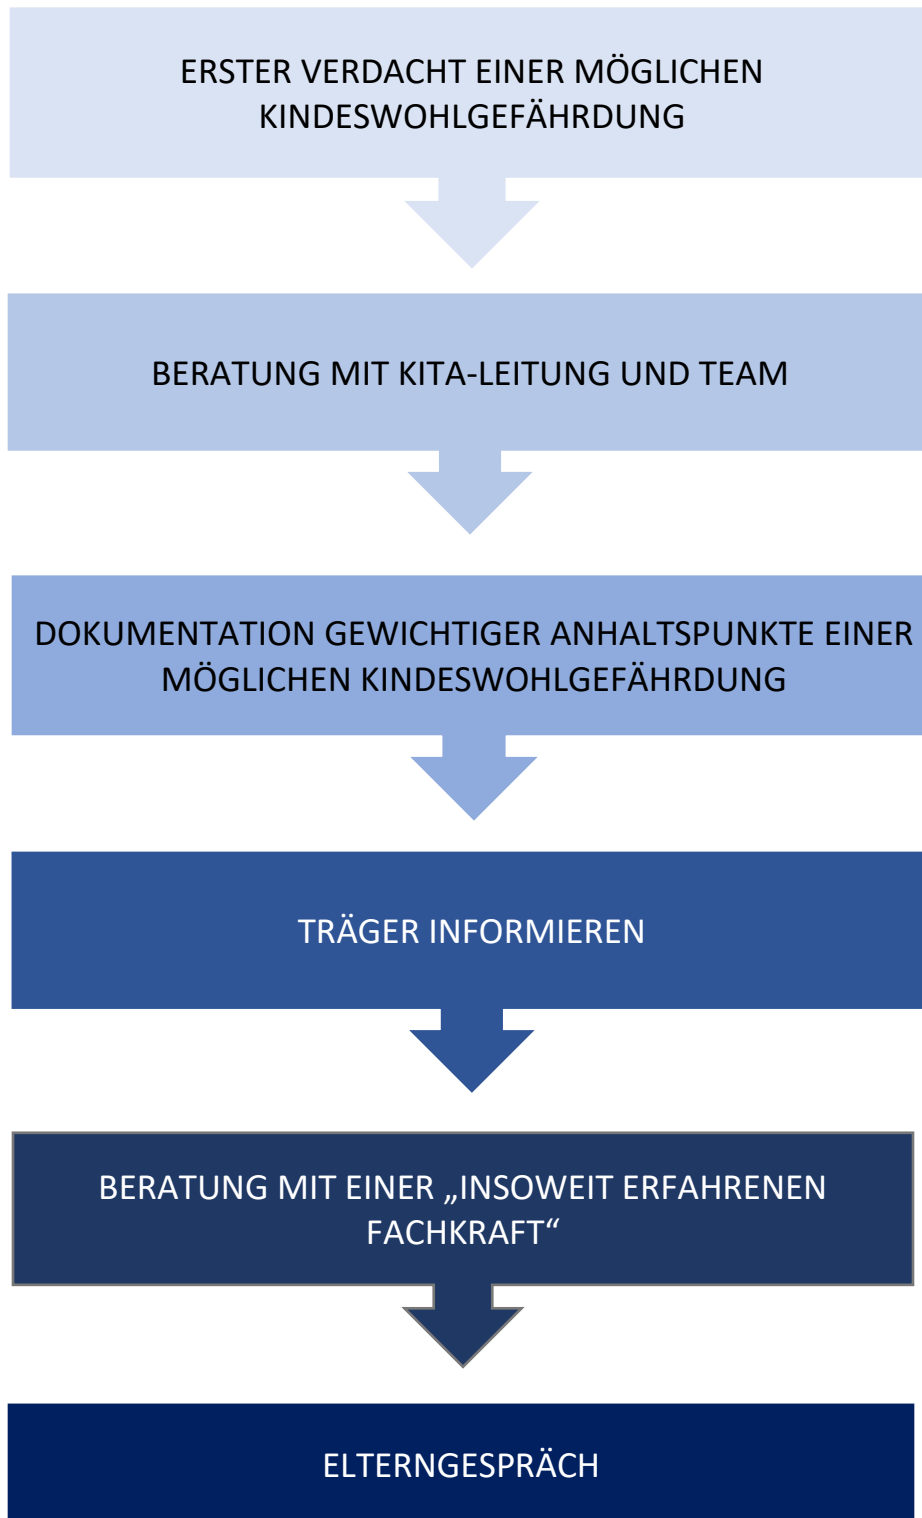 ERSTER VERDACHT EINER MÖGLICHEN
KINDESWOHLGEFÄHRDUNG
BERATUNG MIT KITA-LEITUNG UND TEAM
DOKUMENTATION GEWICHTIGER ANHALTSPUNKTE EINER
MÖGLICHEN KINDESWOHLGEFÄHRDUNG
TRÄGER INFORMIEREN
BERATUNG MIT EINER „INSOWEIT ERFAHRENEN
FACHKRAFT“
ELTERNGESPRÄCH